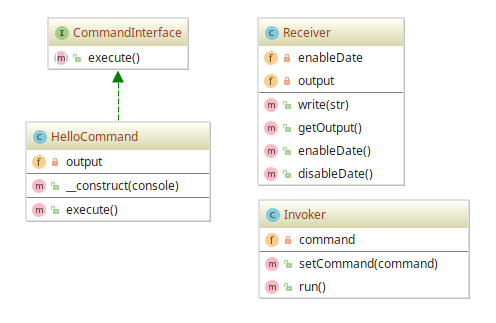 I CommandInterface
m execute()
C HelloCommand
f output
m __construct(console)
m execute()
C Receiver
f enableDate
f output
m write(str)
m getOutput()
m enableDate()
m disableDate()
C Invoker
f command
m setCommand(command)
m run()